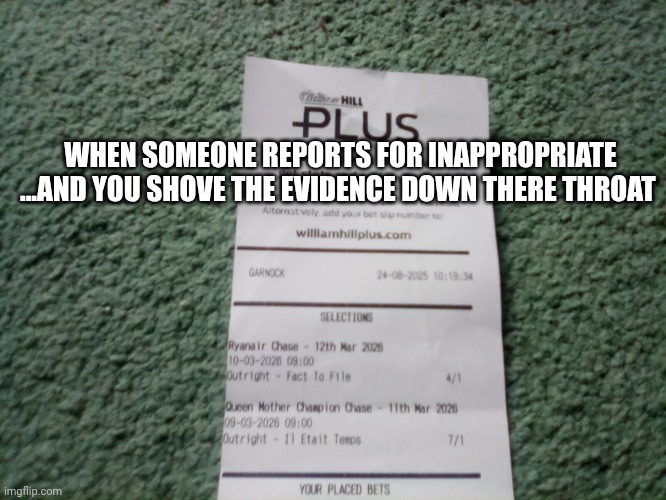 William HILL
PLUS
WHEN SOMEONE REPORTS FOR INAPPROPRIATE
...AND YOU SHOVE THE EVIDENCE DOWN THERE THROAT
Alternatively, add your bet slip number to:
williamhillplus.com
GARNOCK 24-08-2025 10:19:34
SELECTIONS
Ryanair Chase - 12th Mar 2026
10-03-2026 09:00
Outright - Fact To File 4/1
Queen Mother Champion Chase - 11th Mar 2026
09-03-2026 09:00
Outright - Il Etait Temps 7/1
YOUR PLACED BETS
imgflip.com